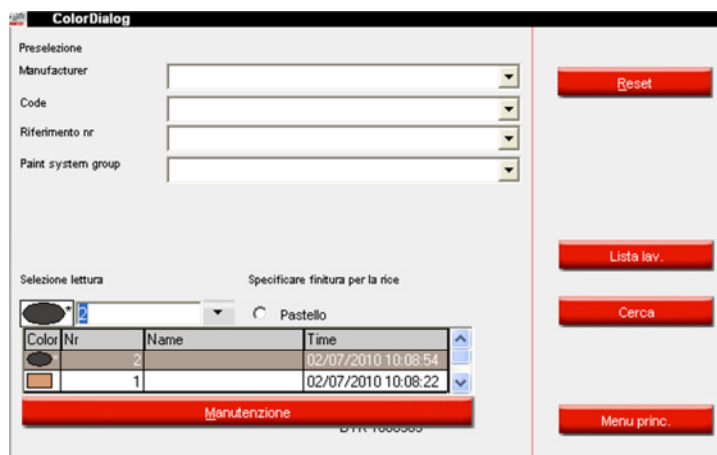 ColorDialog
Preselezione
Manufacturer
Reset
Code
Riferimento nr
Paint system group
Lista lav.
Selezione lettura
Specificare finitura per la rice
* 2
Pastello
Cerca
Color Nr Name Time
* 2 02/07/2010 10:08:54
1 02/07/2010 10:08:22
Manutenzione
Menu princ.